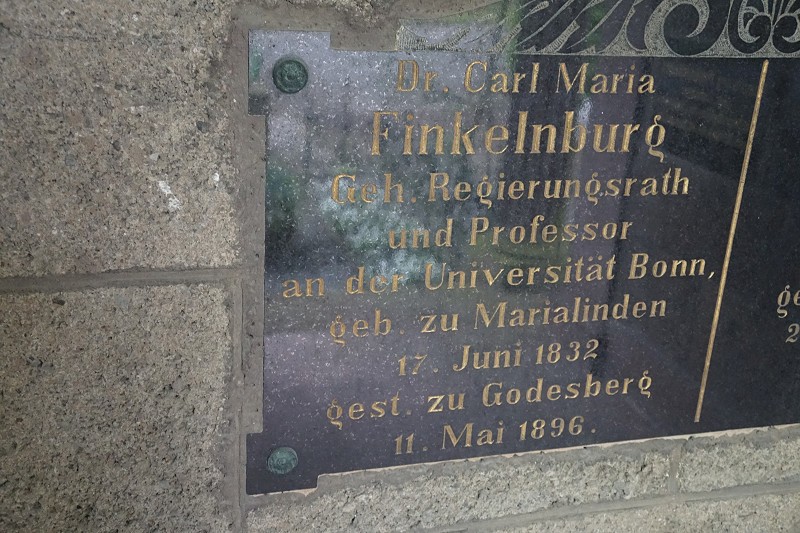 Dr. Carl Maria
Finkelnburg
Geh. Regierungsrath
und Professor
an der Universität Bonn,
geb. zu Marialinden
17. Juni 1832
gest. zu Godesberg
11. Mai 1896.